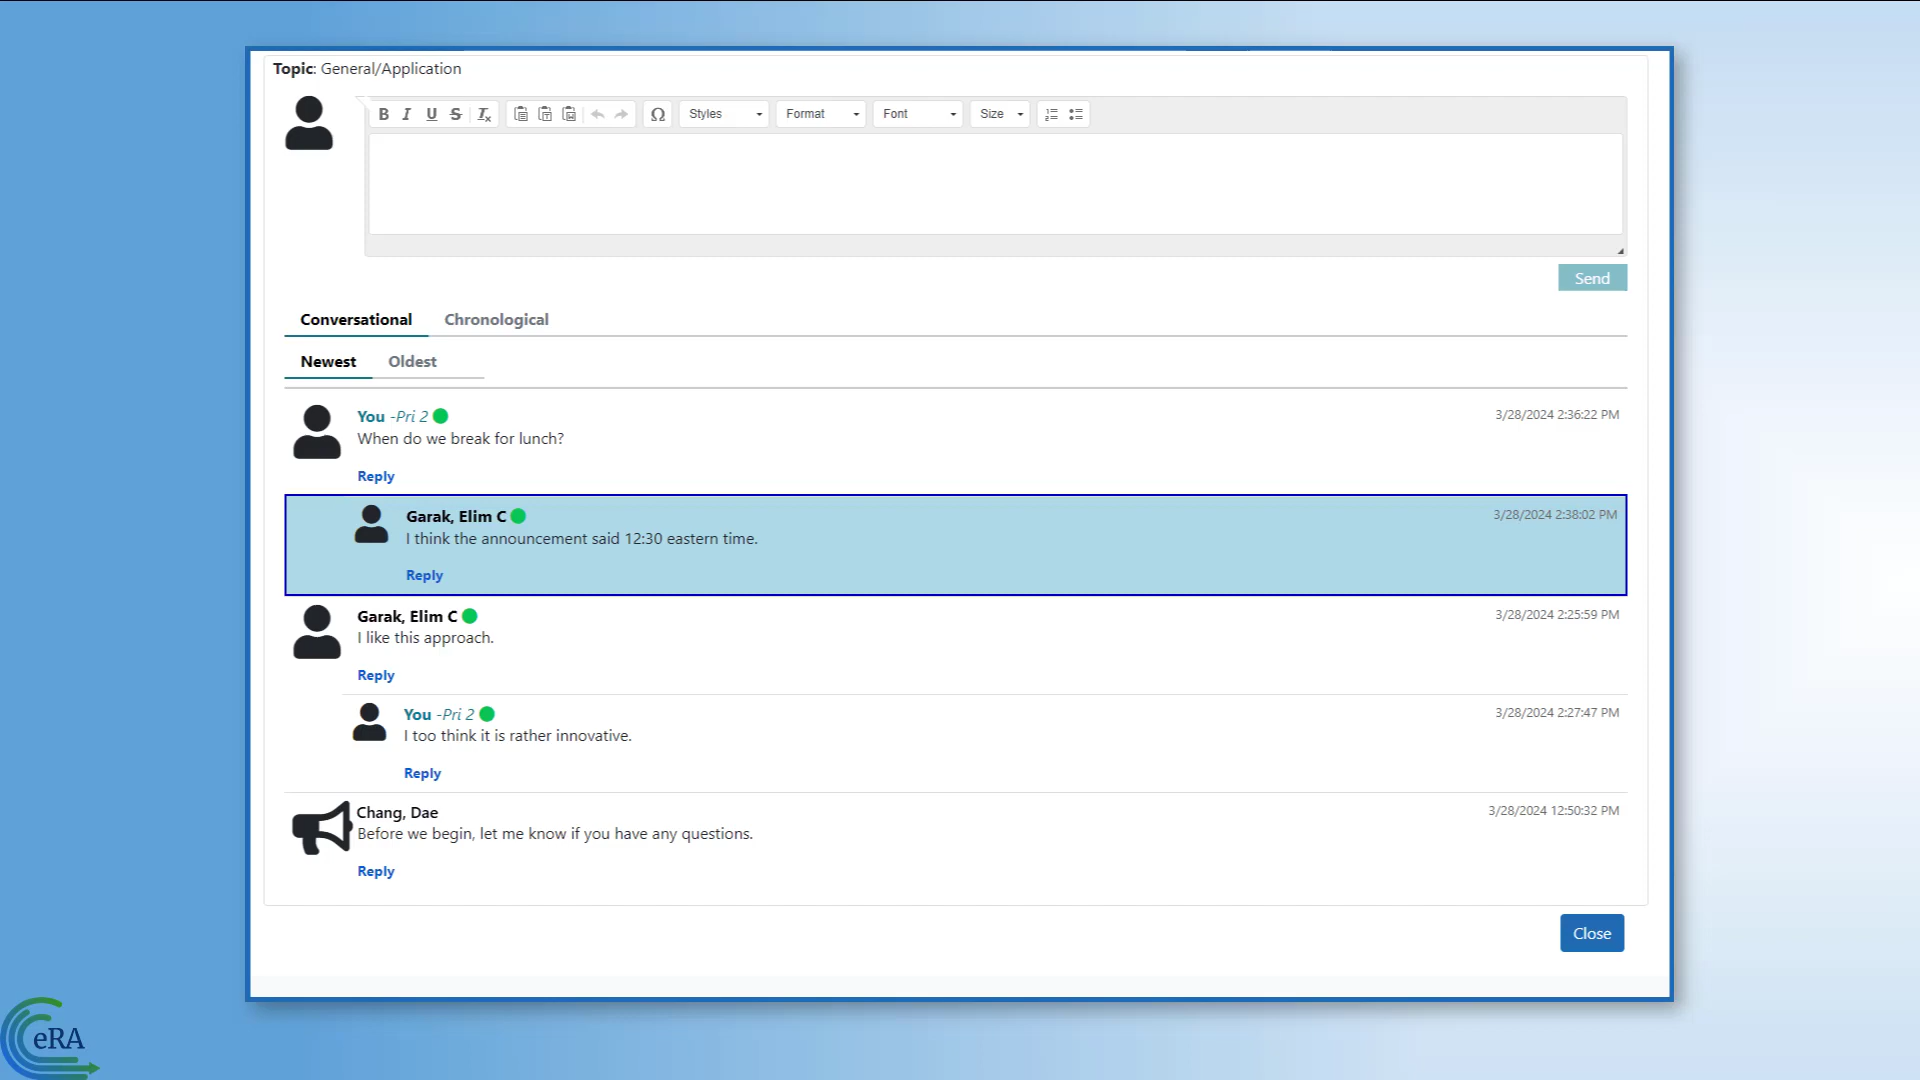 Topic: General/Application
B I U S Ix Ω Styles Format Font Size
Send
Conversational Chronological
Newest Oldest
You -Pri 2 3/28/2024 2:36:22 PM
When do we break for lunch?
Reply
Garak, Elim C 3/28/2024 2:38:02 PM
I think the announcement said 12:30 eastern time.
Reply
Garak, Elim C 3/28/2024 2:25:59 PM
I like this approach.
Reply
You -Pri 2 3/28/2024 2:27:47 PM
I too think it is rather innovative.
Reply
Chang, Dae 3/28/2024 12:50:32 PM
Before we begin, let me know if you have any questions.
Reply
Close
eRA